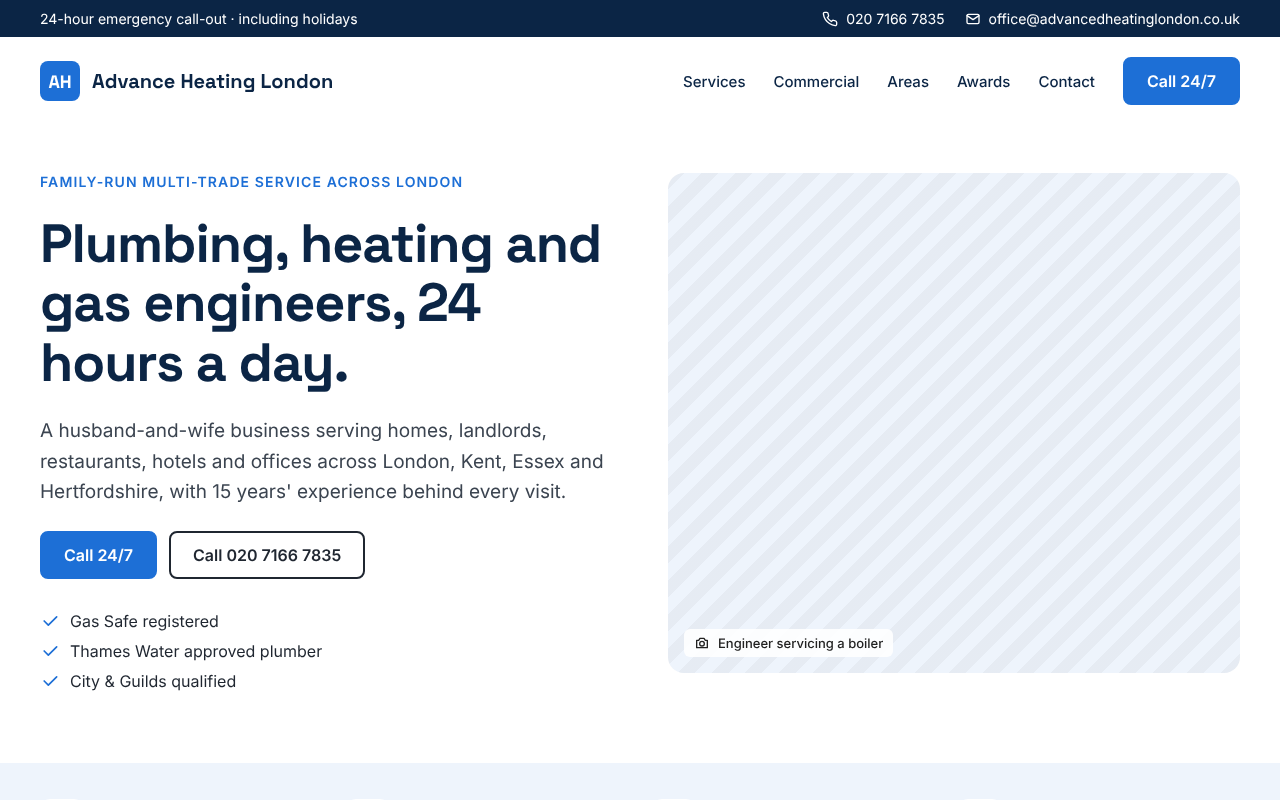 24-hour emergency call-out · including holidays
020 7166 7835
office@advancedheatinglondon.co.uk
AH
Advance Heating London
Services
Commercial
Areas
Awards
Contact
Call 24/7
FAMILY-RUN MULTI-TRADE SERVICE ACROSS LONDON
Plumbing, heating and
gas engineers, 24
hours a day.
A husband-and-wife business serving homes, landlords,
restaurants, hotels and offices across London, Kent, Essex and
Hertfordshire, with 15 years' experience behind every visit.
Call 24/7
Call 020 7166 7835
Gas Safe registered
Thames Water approved plumber
City & Guilds qualified
Engineer servicing a boiler